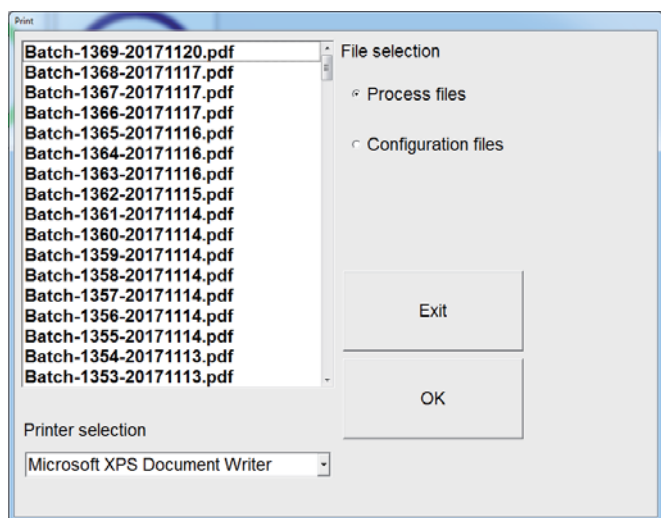 Print
Batch-1369-20171120.pdf
Batch-1368-20171117.pdf
Batch-1367-20171117.pdf
Batch-1366-20171117.pdf
Batch-1365-20171116.pdf
Batch-1364-20171116.pdf
Batch-1363-20171116.pdf
Batch-1362-20171115.pdf
Batch-1361-20171114.pdf
Batch-1360-20171114.pdf
Batch-1359-20171114.pdf
Batch-1358-20171114.pdf
Batch-1357-20171114.pdf
Batch-1356-20171114.pdf
Batch-1355-20171114.pdf
Batch-1354-20171113.pdf
Batch-1353-20171113.pdf
File selection
Process files
Configuration files
Exit
OK
Printer selection
Microsoft XPS Document Writer